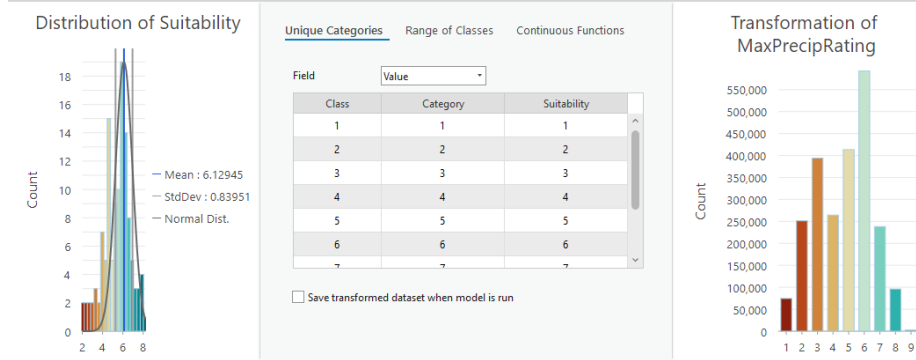 Distribution of Suitability
18
16
14
12
10
8
6
4
2
0
Count
2 4 6 8
Mean : 6.12945
StdDev : 0.83951
Normal Dist.
Unique Categories Range of Classes Continuous Functions
Field Value
Class Category Suitability
1 1 1
2 2 2
3 3 3
4 4 4
5 5 5
6 6 6
7 7 7
Save transformed dataset when model is run
Transformation of
MaxPrecipRating
550,000
500,000
450,000
400,000
350,000
300,000
250,000
200,000
150,000
100,000
50,000
0
Count
1 2 3 4 5 6 7 8 9